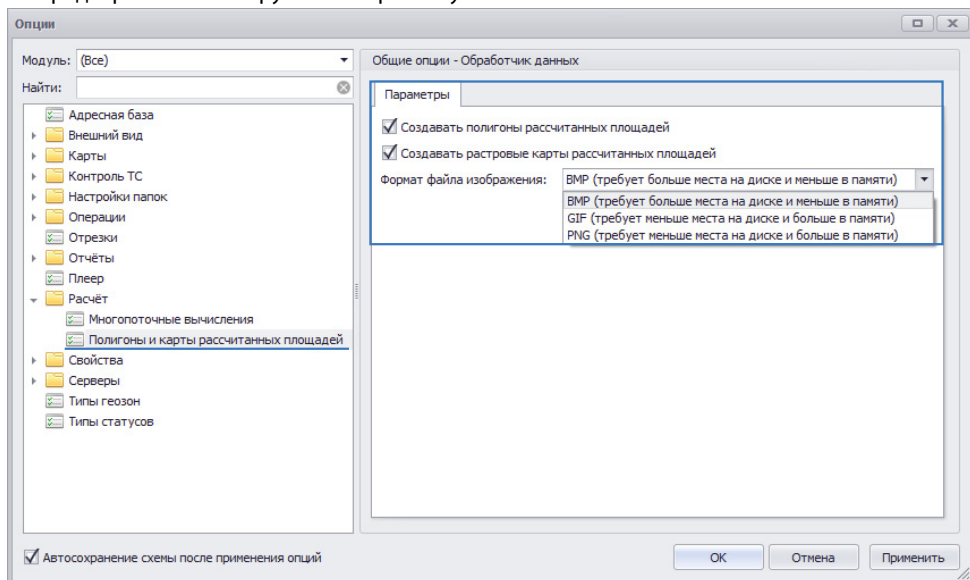 Опции
Модуль: (Все)
Найти:
Адресная база
Внешний вид
Карты
Контроль ТС
Настройки папок
Операции
Отрезки
Отчёты
Плеер
Расчёт
Многопоточные вычисления
Полигоны и карты рассчитанных площадей
Свойства
Серверы
Типы геозон
Типы статусов
Общие опции - Обработчик данных
Параметры
Создавать полигоны рассчитанных площадей
Создавать растровые карты рассчитанных площадей
Формат файла изображения: BMP (требует больше места на диске и меньше в памяти)
BMP (требует больше места на диске и меньше в памяти)
GIF (требует меньше места на диске и больше в памяти)
PNG (требует меньше места на диске и больше в памяти)
Автосохранение схемы после применения опций
OK Отмена Применить